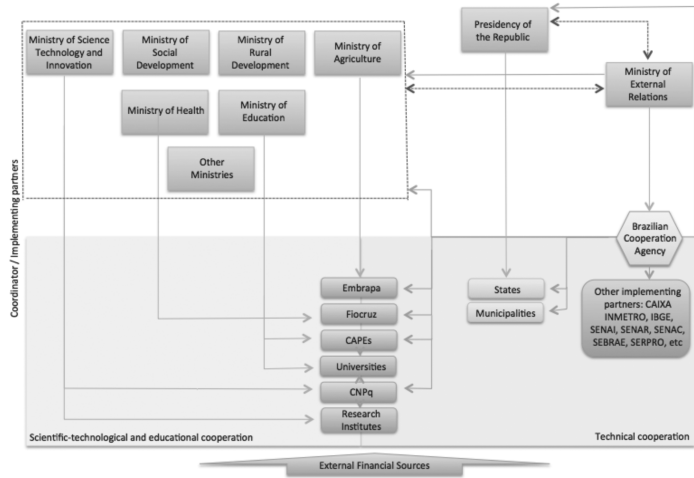 Presidency of
the Republic
Ministry of Science
Technology and
Innovation
Ministry of
Social
Development
Ministry of
Rural
Development
Ministry of
Agriculture
Ministry of
External
Relations
Ministry of Health
Ministry of
Education
Other
Ministries
Coordinator / Implementing partners
Brazilian
Cooperation
Agency
Embrapa
Fiocruz
CAPEs
Universities
CNPq
Research
Institutes
States
Municipalities
Other implementing
partners: CAIXA
INMETRO, IBGE,
SENAI, SENAR, SENAC,
SEBRAE, SERPRO, etc
Scientific-technological and educational cooperation
Technical cooperation
External Financial Sources